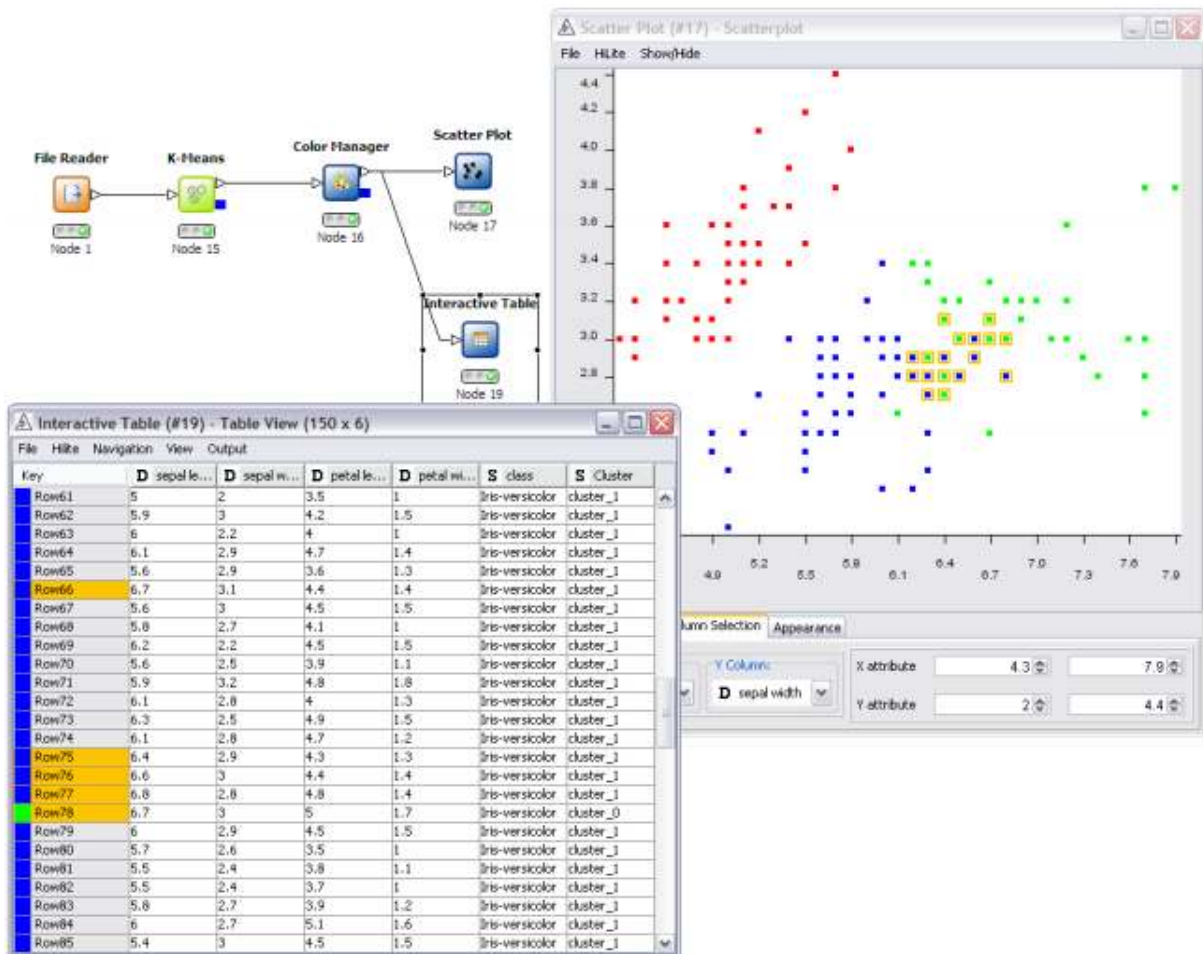 Scatter Plot (#17) - Scatterplot
File HiLite Show/Hide
4.4
4.2
4.0
3.8
3.6
3.4
3.2
3.0
2.8
4.9 5.2 5.5 5.8 6.1 6.4 6.7 7.0 7.3 7.6 7.9
lumn Selection Appearance
Y Column:
D sepal width
X attribute 4.3 7.9
Y attribute 2 4.4
File Reader
Node 1
K-Means
Node 15
Color Manager
Node 16
Scatter Plot
Node 17
Interactive Table
Node 19
Interactive Table (#19) - Table View (150 x 6)
File Hilite Navigation View Output
Key D sepal le... D sepal w... D petal le... D petal wi... S class S Cluster
Row61 5 2 3.5 1 Iris-versicolor cluster_1
Row62 5.9 3 4.2 1.5 Iris-versicolor cluster_1
Row63 6 2.2 4 1 Iris-versicolor cluster_1
Row64 6.1 2.9 4.7 1.4 Iris-versicolor cluster_1
Row65 5.6 2.9 3.6 1.3 Iris-versicolor cluster_1
Row66 6.7 3.1 4.4 1.4 Iris-versicolor cluster_1
Row67 5.6 3 4.5 1.5 Iris-versicolor cluster_1
Row68 5.8 2.7 4.1 1 Iris-versicolor cluster_1
Row69 6.2 2.2 4.5 1.5 Iris-versicolor cluster_1
Row70 5.6 2.5 3.9 1.1 Iris-versicolor cluster_1
Row71 5.9 3.2 4.8 1.8 Iris-versicolor cluster_1
Row72 6.1 2.8 4 1.3 Iris-versicolor cluster_1
Row73 6.3 2.5 4.9 1.5 Iris-versicolor cluster_1
Row74 6.1 2.8 4.7 1.2 Iris-versicolor cluster_1
Row75 6.4 2.9 4.3 1.3 Iris-versicolor cluster_1
Row76 6.6 3 4.4 1.4 Iris-versicolor cluster_1
Row77 6.8 2.8 4.8 1.4 Iris-versicolor cluster_1
Row78 6.7 3 5 1.7 Iris-versicolor cluster_0
Row79 6 2.9 4.5 1.5 Iris-versicolor cluster_1
Row80 5.7 2.6 3.5 1 Iris-versicolor cluster_1
Row81 5.5 2.4 3.8 1.1 Iris-versicolor cluster_1
Row82 5.5 2.4 3.7 1 Iris-versicolor cluster_1
Row83 5.8 2.7 3.9 1.2 Iris-versicolor cluster_1
Row84 6 2.7 5.1 1.6 Iris-versicolor cluster_1
Row85 5.4 3 4.5 1.5 Iris-versicolor cluster_1